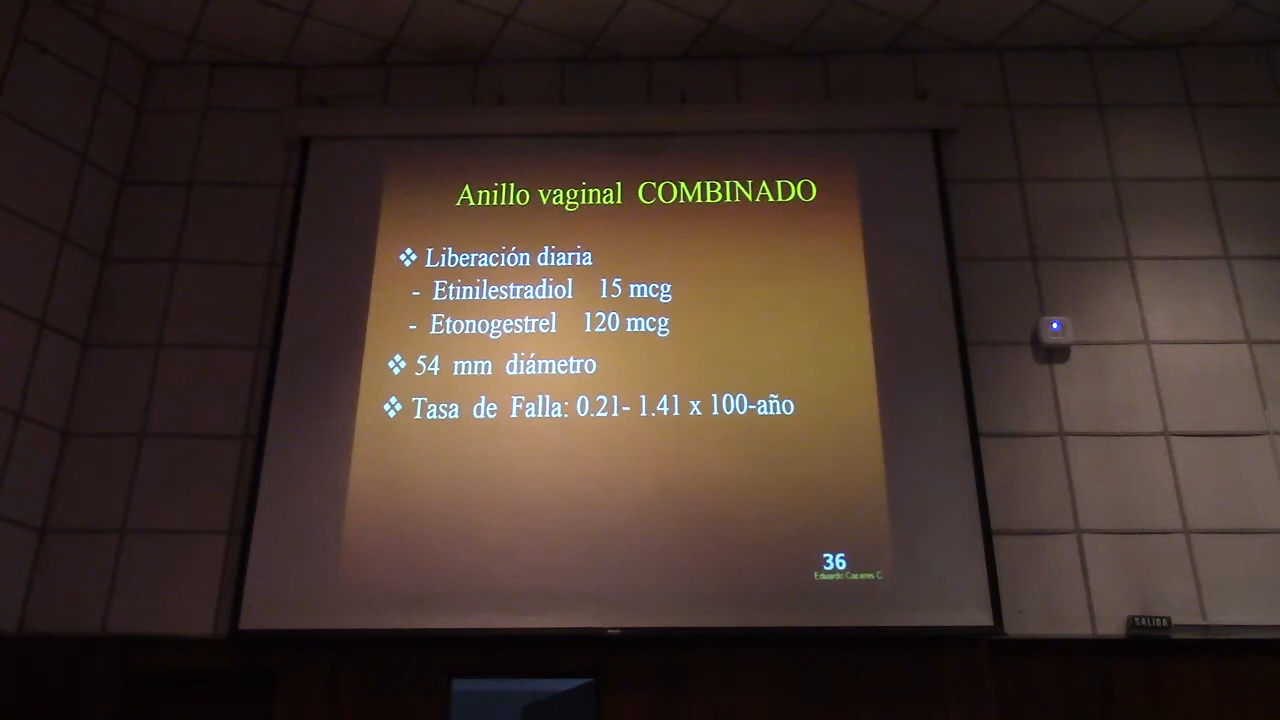 Anillo vaginal COMBINADO
❖ Liberación diaria
- Etinilestradiol 15 mcg
- Etonogestrel 120 mcg
❖ 54 mm diámetro
❖ Tasa de Falla: 0.21- 1.41 x 100-año
36
Eduardo Caceres C
SALIDA